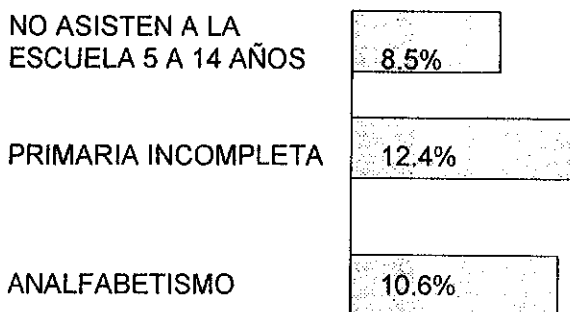 NO ASISTEN A LA
ESCUELA 5 A 14 AÑOS
8.5%
PRIMARIA INCOMPLETA
12.4%
ANALFABETISMO
10.6%